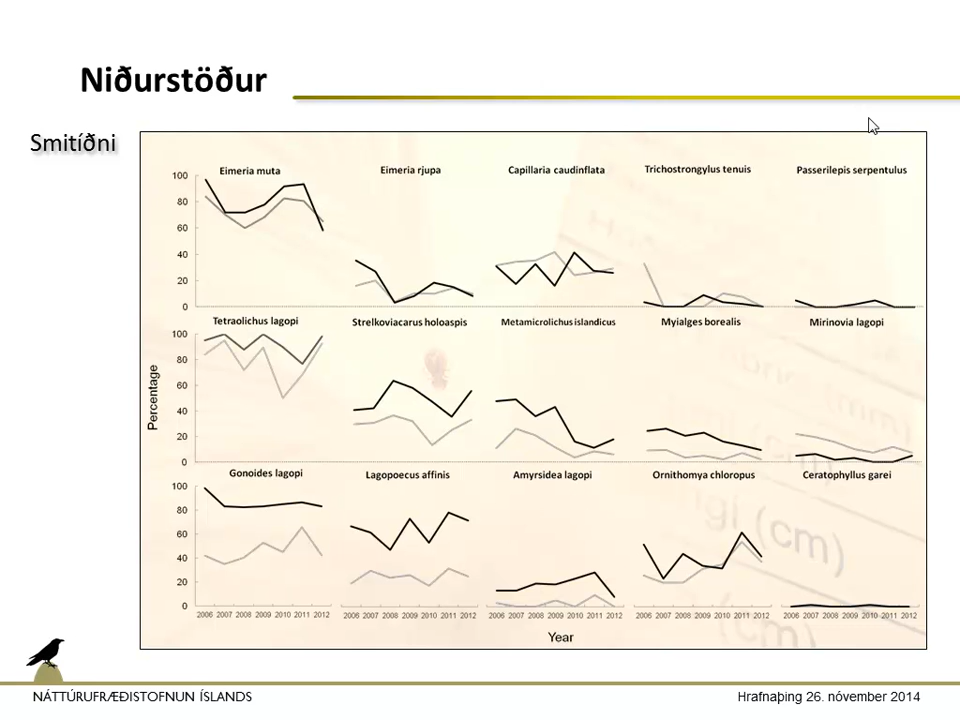 Niðurstöður
Smitíðni
Eimeria muta
Eimeria rjupa
Capillaria caudinflata
Trichostrongylus tenuis
Passerilepis serpentulus
100
80
60
40
20
0
Tetraolichus lagopi
Strelkoviacarus holoaspis
Metamicrolichus islandicus
Myialges borealis
Mirinovia lagopi
100
80
60
40
20
0
Percentage
Gonoides lagopi
Lagopoecus affinis
Amyrsidea lagopi
Ornithomya chloropus
Ceratophyllus garei
100
80
60
40
20
0
2006 2007 2008 2009 2010 2011 2012
2006 2007 2008 2009 2010 2011 2012
2006 2007 2008 2009 2010 2011 2012
2006 2007 2008 2009 2010 2011 2012
2006 2007 2008 2009 2010 2011 2012
Year
(cm)
(cm)
NÁTTÚRUFRÆÐISTOFNUN ÍSLANDS
Hrafnaþing 26. nóvember 2014